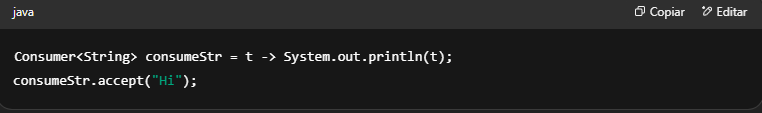 java Copiar Editar
Consumer<String> consumeStr = t -> System.out.println(t);
consumeStr.accept("Hi");